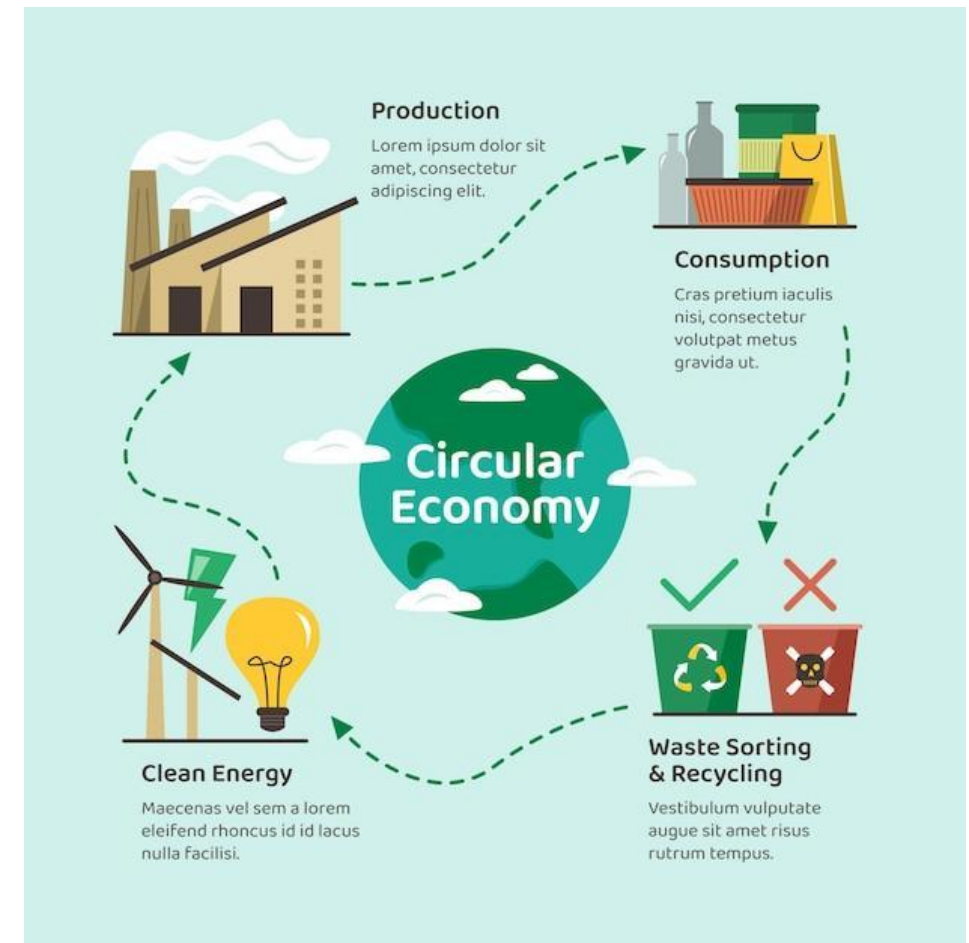 Production
Lorem ipsum dolor sit
amet, consectetur
adipiscing elit.
Consumption
Cras pretium iaculis
nisi, consectetur
volutpat metus
gravida ut.
Circular
Economy
Waste Sorting
& Recycling
Vestibulum vulputate
augue sit amet risus
rutrum tempus.
Clean Energy
Maecenas vel sem a lorem
eleifend rhoncus id id lacus
nulla facilisi.